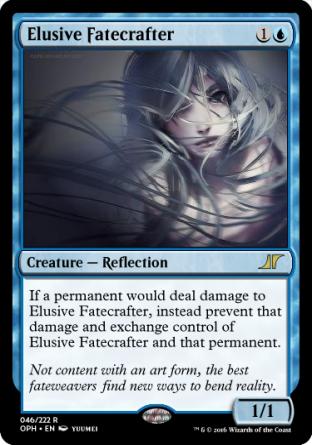 Elusive Fatecrafter 1
Creature — Reflection
If a permanent would deal damage to
Elusive Fatecrafter, instead prevent that
damage and exchange control of
Elusive Fatecrafter and that permanent.
Not content with an art form, the best
fateweavers find new ways to bend reality.
1/1
046/222 R
OPH • EN YUUMEI
™ & © 2016 Wizards of the Coast